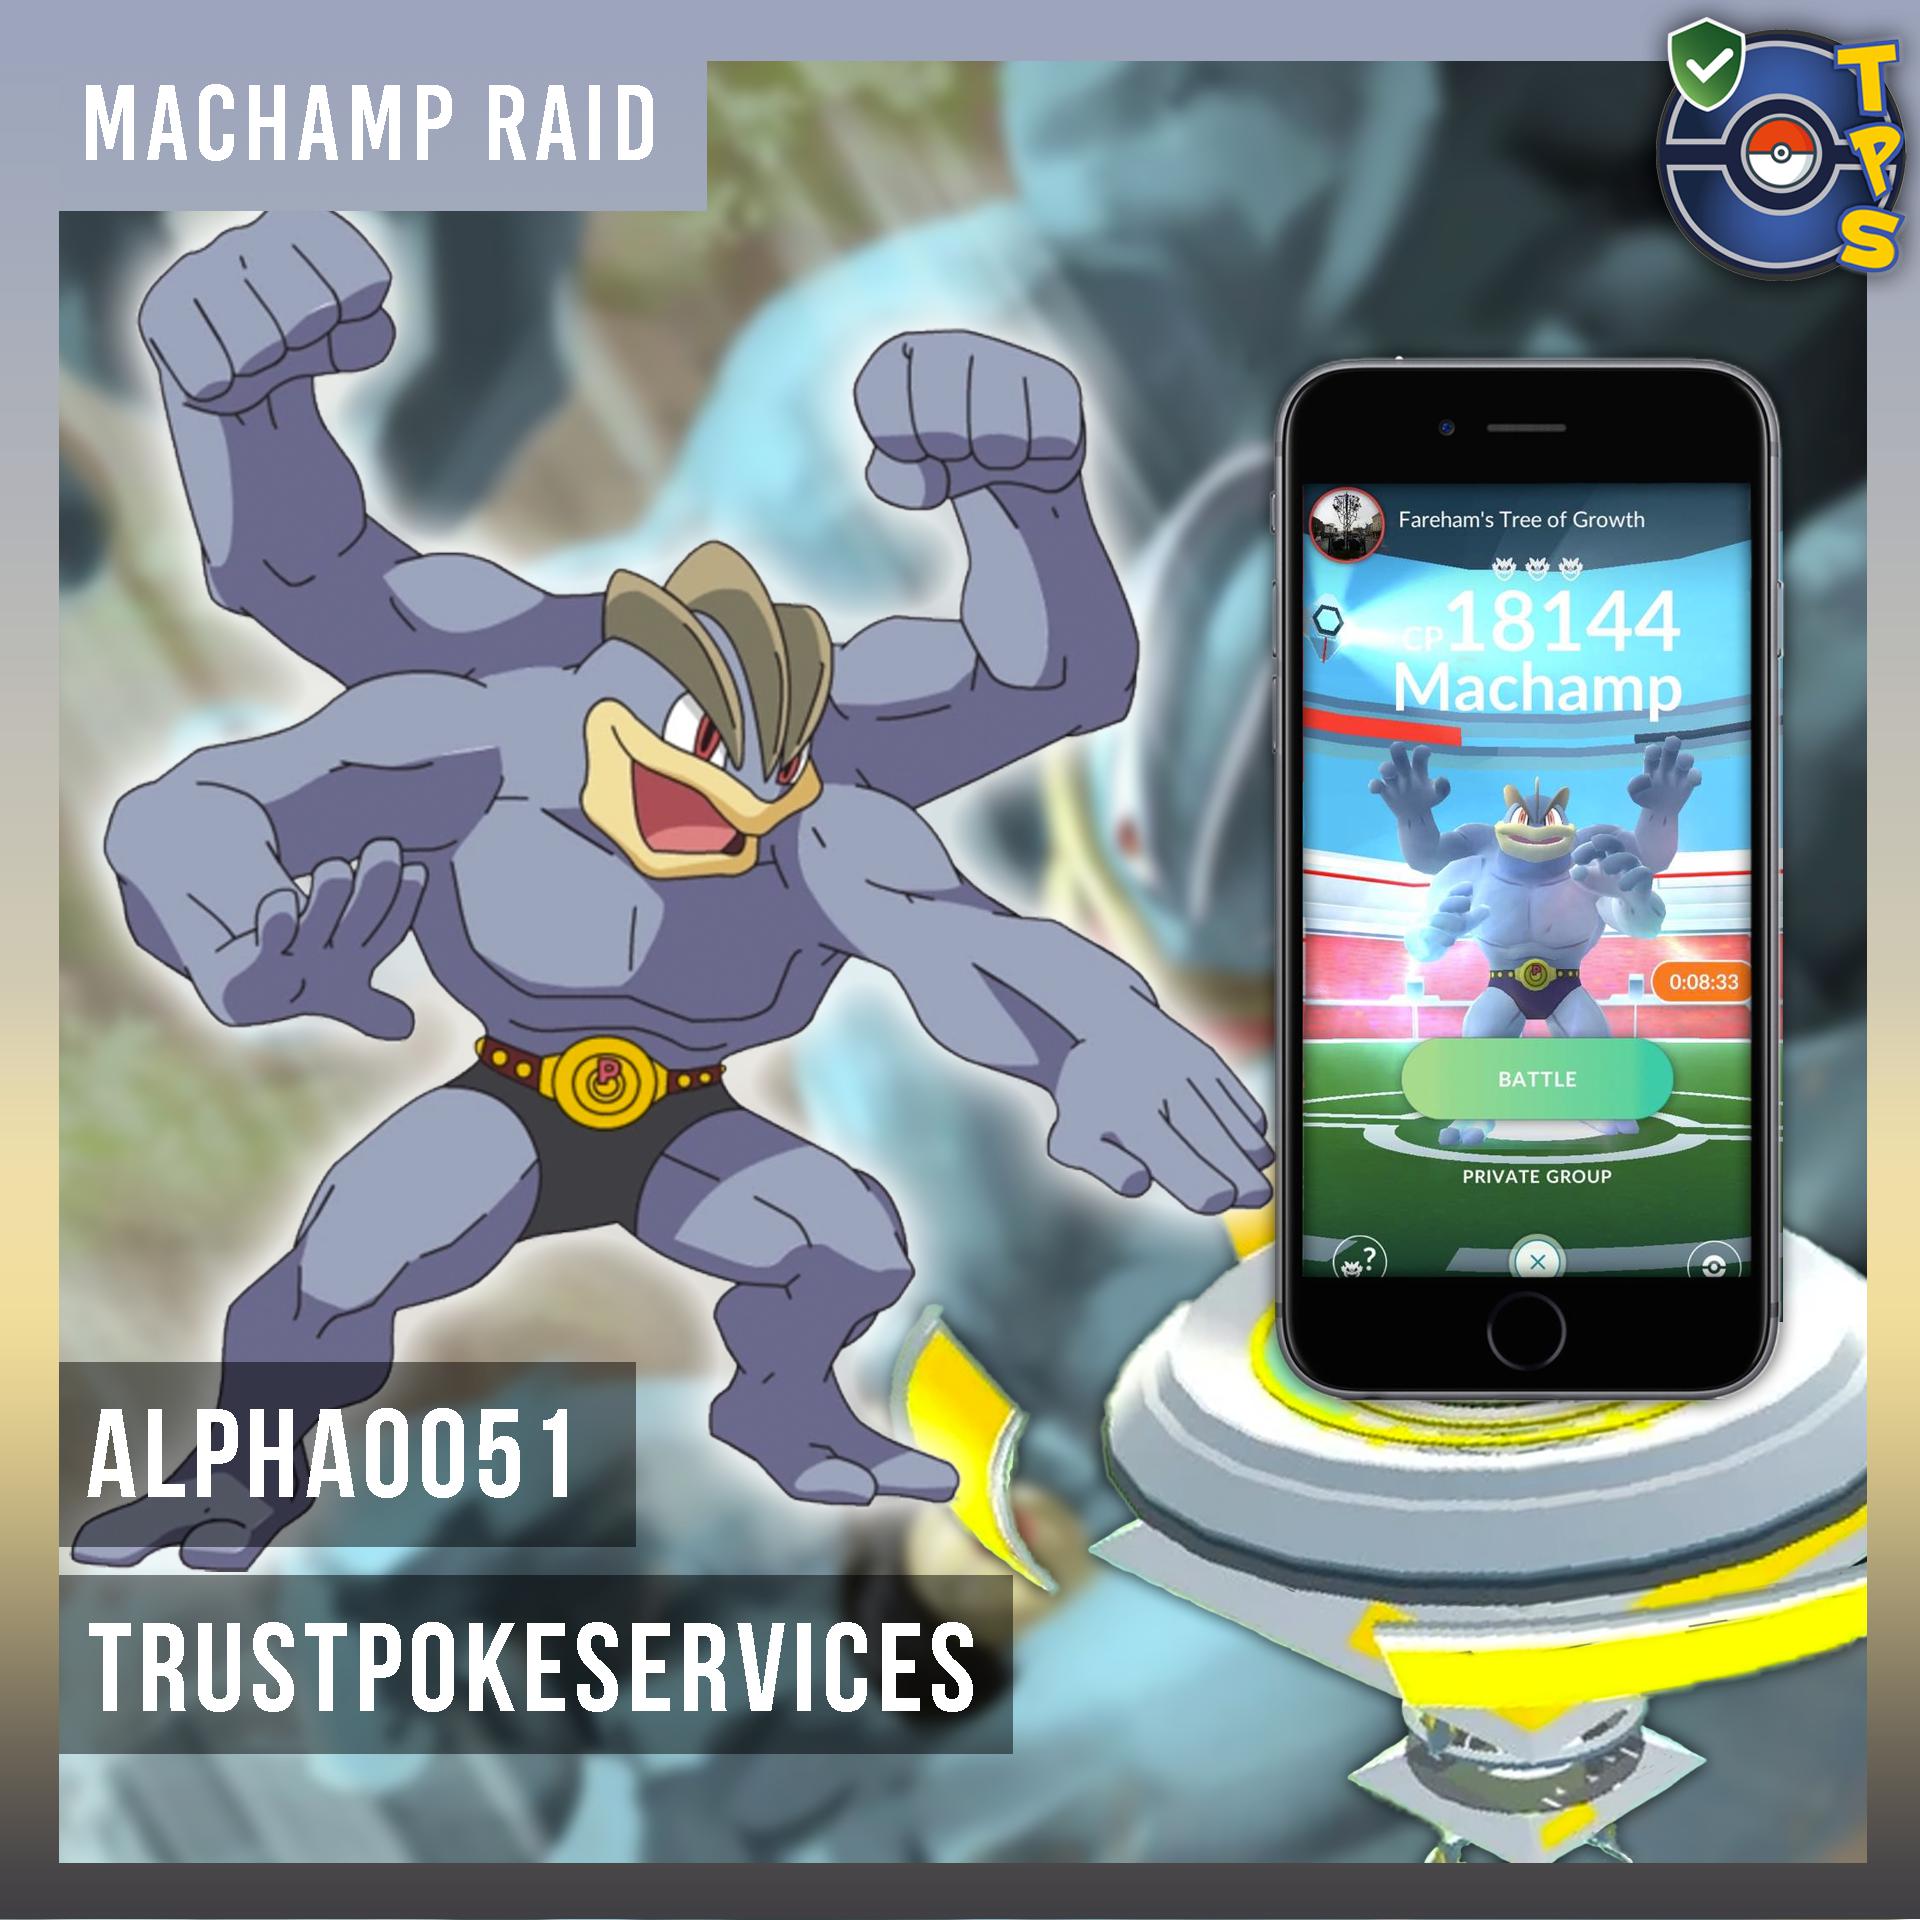 MACHAMP RAID
TPS
Fareham's Tree of Growth
CP18144
Machamp
P
P
0:08:33
BATTLE
PRIVATE GROUP
?
ALPHA0051
TRUSTPOKESERVICES